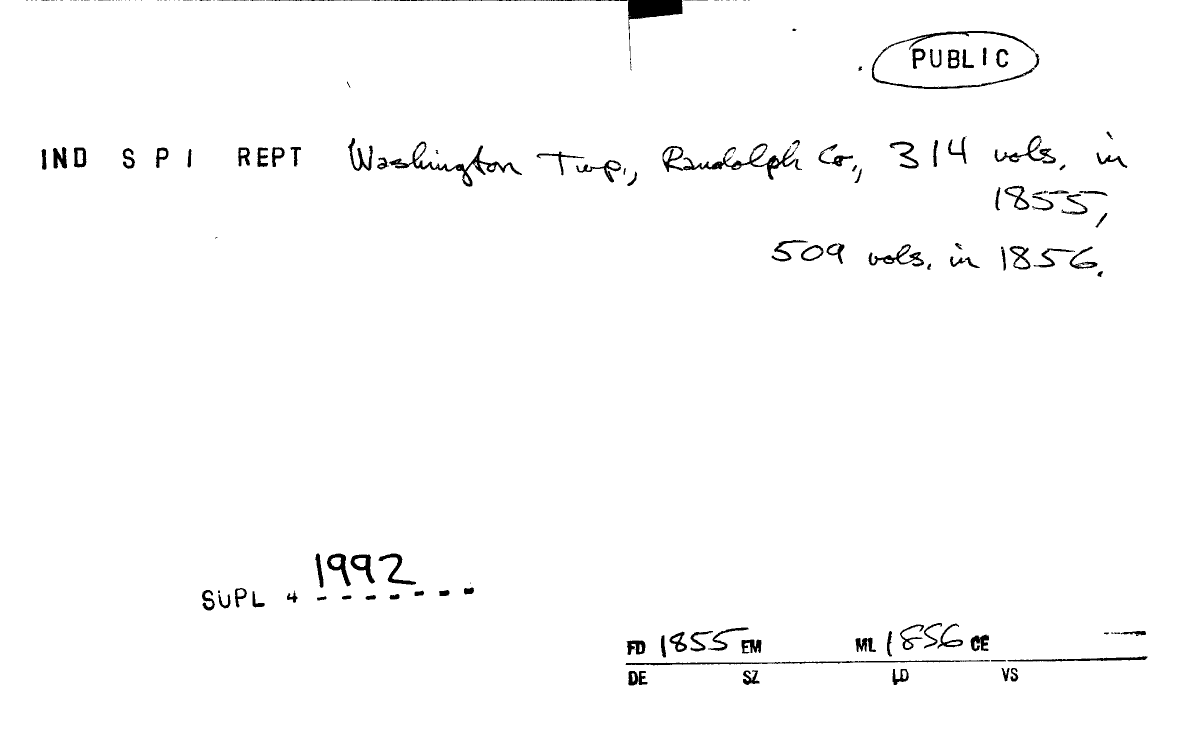 PUBLIC
IND S P I REPT Washington Twp., Randolph Co., 314 vols. in
1855,
509 vols. in 1856.
SUPL 4 1992
FD 1855 EM ML 1856 CE
DE SZ LD VS